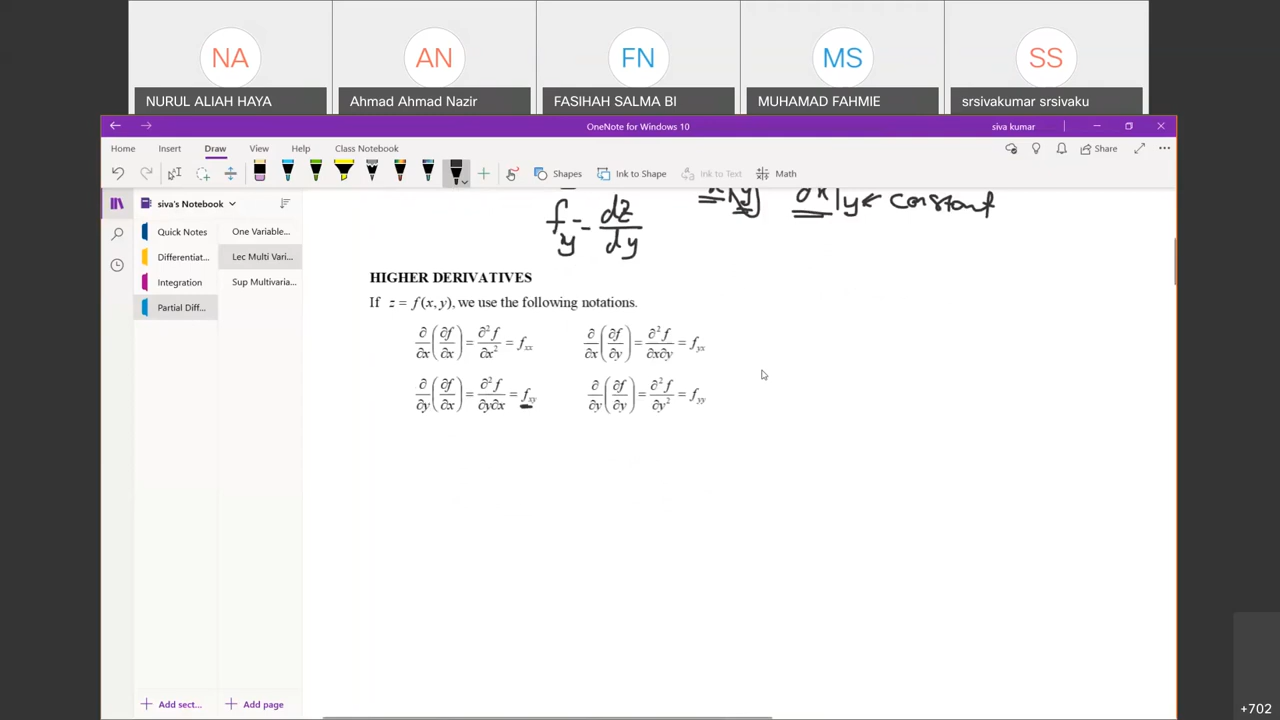 NA AN FN MS SS
NURUL ALIAH HAYA Ahmad Ahmad Nazir FASIHAH SALMA BI MUHAMAD FAHMIE srsivakumar srsivaku
OneNote for Windows 10 siva kumar
Home Insert Draw View Help Class Notebook Share
Shapes Ink to Shape Ink to Text Math
siva's Notebook
Quick Notes One Variable...
Differentiat... Lec Multi Vari...
Integration Sup Multivaria...
Partial Diff...
∂x|y ← constant
f_y = dz/dy
HIGHER DERIVATIVES
If z = f(x, y), we use the following notations.
∂/∂x (∂f/∂x) = ∂²f/∂x² = f_xx ∂/∂x (∂f/∂y) = ∂²f/∂x∂y = f_yx
∂/∂y (∂f/∂x) = ∂²f/∂y∂x = f_xy ∂/∂y (∂f/∂y) = ∂²f/∂y² = f_yy
+ Add sect... + Add page
+702